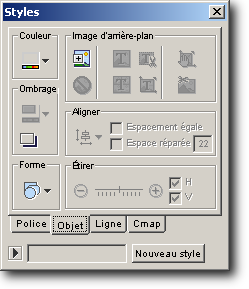 Styles
Couleur
Image d'arrière-plan
Ombrage
Aligner
Espacement égale
Espace réparée 22
Forme
Étirer
H
V
Police Objet Ligne Cmap
Nouveau style